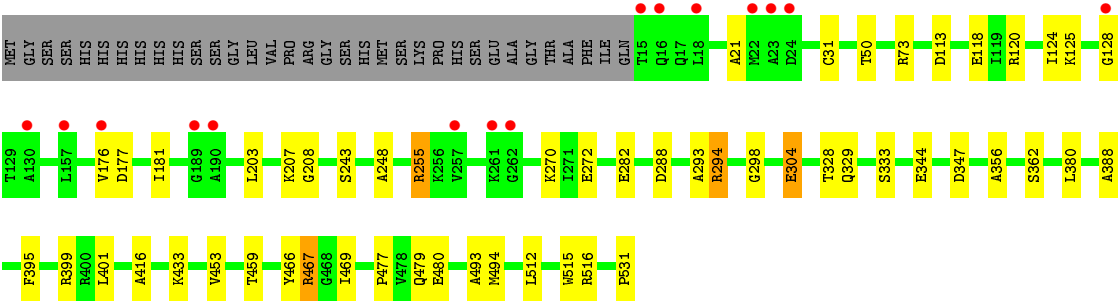 MET GLY SER SER HIS HIS HIS HIS HIS HIS SER SER GLY LEU VAL PRO ARG GLY SER HIS MET SER LYS PRO HIS SER GLU ALA GLY THR ALA PHE ILE GLN T15 Q16 Q17 L18 A21 M22 A23 D24 C31 T50 R73 D113 E118 I119 R120 I124 K125 G128
T129 A130 L157 V176 D177 I181 G189 A190 L203 K207 G208 S243 A248 R255 K256 V257 K261 G262 K270 I271 E272 E282 D288 A293 R294 G298 E304 T328 Q329 S333 E344 D347 A356 S362 L380 A388
F395 R399 R400 L401 A416 K433 V453 T459 Y466 R467 G468 I469 P477 V478 Q479 E480 A493 M494 L512 W515 R516 P531